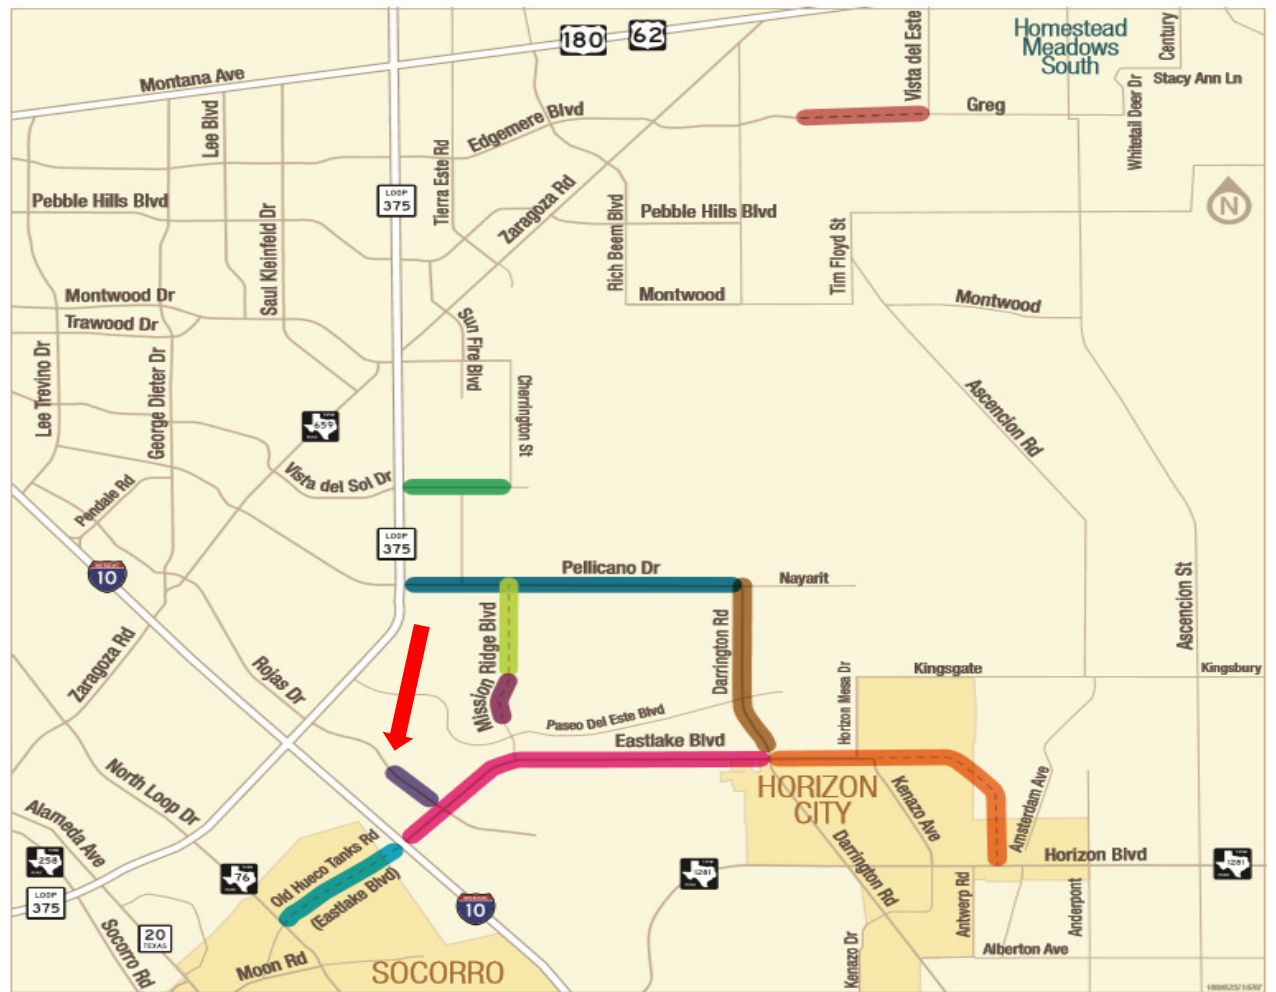 Homestead
Meadows
South
Century
Vista del Este
180
62
Montana Ave
Stacy Ann Ln
Greg
Whitetail Deer Dr
Lee Blvd
Edgemere Blvd
Tierra Este Rd
LOOP
375
Pebble Hills Blvd
Saul Kleinfeld Dr
Zaragoza Rd
Rich Beem Blvd
Pebble Hills Blvd
Tim Floyd St
N
Montwood Dr
Trawood Dr
Montwood
Montwood
Sun Fire Blvd
Lee Trevino Dr
George Dieter Dr
Cherrington St
Ascencion Rd
659
Vista del Sol Dr
Pendale Rd
LOOP
375
10
Pellicano Dr
Nayarit
Ascencion St
Mission Ridge Blvd
Darrington Rd
Zaragoza Rd
Rojas Dr
Kingsgate
Kingsbury
Horizon Mesa Dr
Paseo Del Este Blvd
Eastlake Blvd
HORIZON
CITY
Kenazo Ave
Amsterdam Ave
North Loop Dr
Alameda Ave
Old Hueco Tanks Rd
(Eastlake Blvd)
Darrington Rd
Horizon Blvd
258
76
1281
1281
LOOP
375
10
Antwerp Rd
Anderpont
20
TEXAS
Socorro Rd
Moon Rd
SOCORRO
Kenazo Dr
Alberton Ave